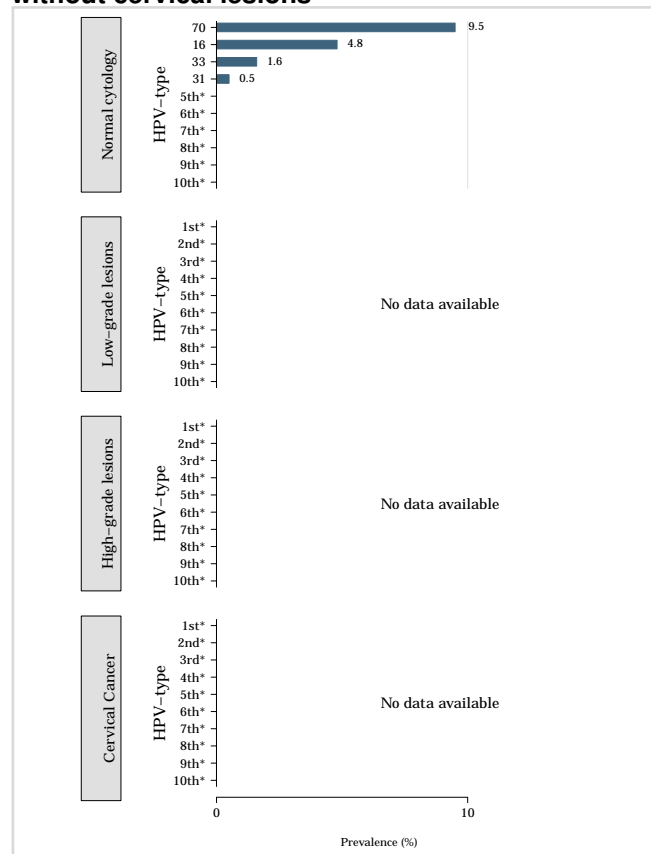 without cervical lesions
Normal cytology
HPV−type
70
9.5
16
4.8
33
1.6
31
0.5
5th*
6th*
7th*
8th*
9th*
10th*
Low−grade lesions
HPV−type
1st*
2nd*
3rd*
4th*
5th*
6th*
7th*
8th*
9th*
10th*
No data available
High−grade lesions
HPV−type
1st*
2nd*
3rd*
4th*
5th*
6th*
7th*
8th*
9th*
10th*
No data available
Cervical Cancer
HPV−type
1st*
2nd*
3rd*
4th*
5th*
6th*
7th*
8th*
9th*
10th*
No data available
0
10
Prevalence (%)